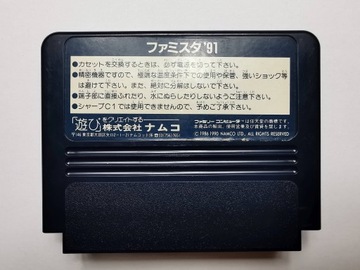 ファミスタ'91
●カセットを交換するときは、必ず電源を切って下さい。
●精密機器ですので、極端な温度条件下での使用や保管、強いショック等
は避けて下さい。また、絶対に分解はしないで下さい。
●端子部に直接ふれたり、水にぬらしたりしないようご注意下さい。
●シャープC1では使用できませんので、予めご了承下さい。
「遊び」をクリエイトする
株式会社ナムコ
ファミリーコンピュータ・は任天堂の商標です。
© 1986 1990 NAMCO LTD., ALL RIGHTS RESERVED